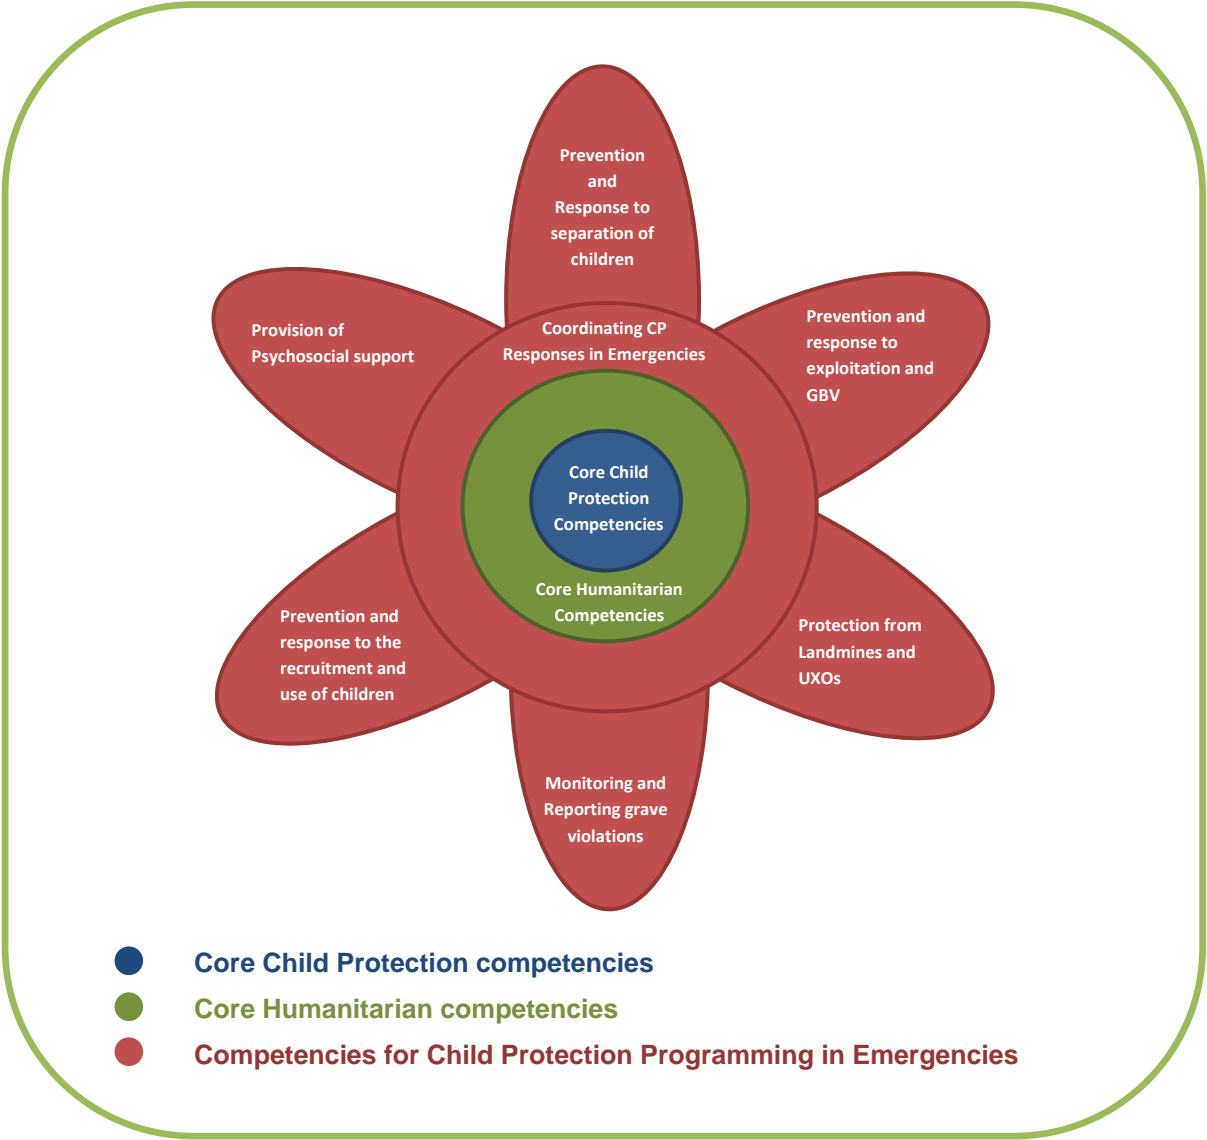 Prevention
and
Response to
separation of
children
Provision of
Psychosocial support
Coordinating CP
Responses in Emergencies
Prevention and
response to
exploitation and
GBV
Core Child
Protection
Competencies
Core Humanitarian
Competencies
Prevention and
response to the
recruitment and
use of children
Protection from
Landmines and
UXOs
Monitoring and
Reporting grave
violations
Core Child Protection competencies
Core Humanitarian competencies
Competencies for Child Protection Programming in Emergencies